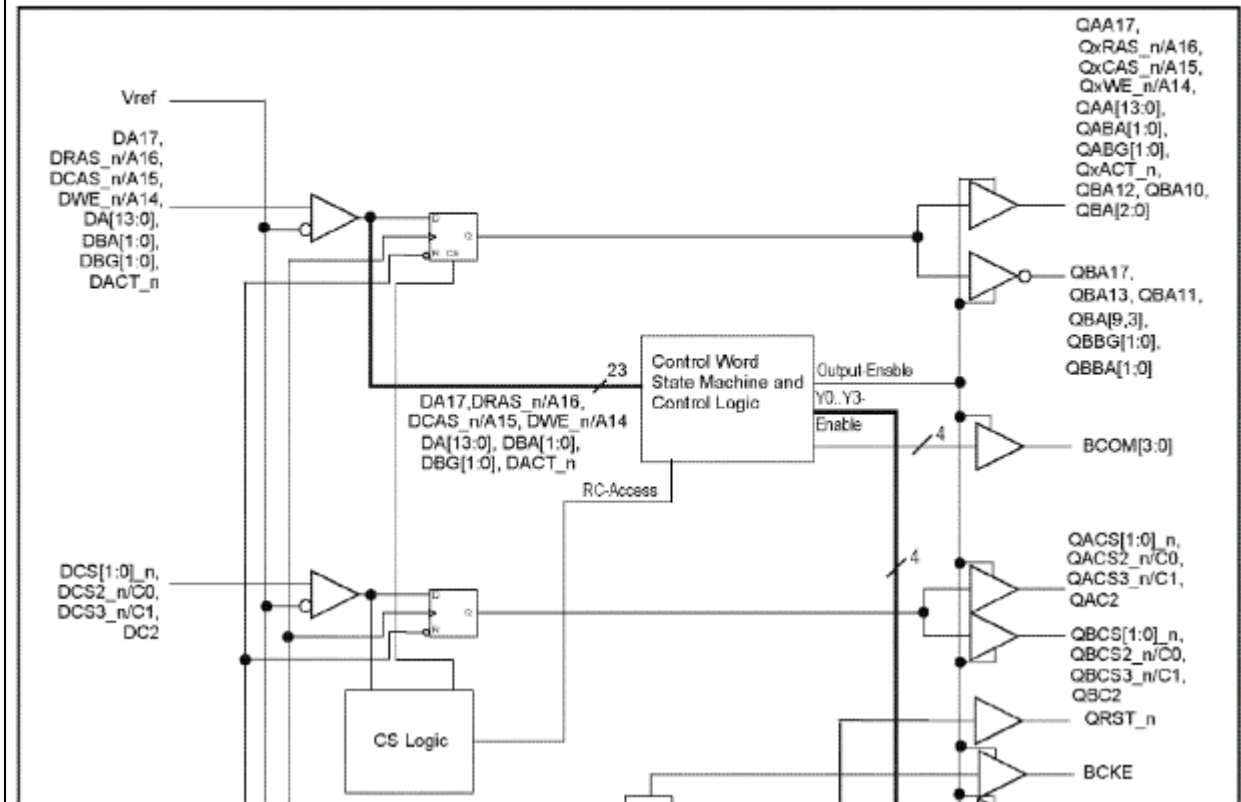 QAA17,
QxRAS_n/A16,
QxCAS_n/A15,
QxWE_n/A14,
QAA[13:0],
QABA[1:0],
QABG[1:0],
QxACT_n,
QBA12, QBA10,
QBA[2:0]
Vref
DA17,
DRAS_n/A16,
DCAS_n/A15,
DWE_n/A14,
DA[13:0],
DBA[1:0],
DBG[1:0],
DACT_n
D
Q
R CS
QBA17,
QBA13, QBA11,
QBA[9,3],
QBBG[1:0],
QBBA[1;0]
23
Control Word
State Machine and
Control Logic
Output-Enable
Y0..Y3-
Enable
DA17,DRAS_n/A16,
DCAS_n/A15, DWE_n/A14
DA[13:0], DBA[1:0],
DBG[1:0], DACT_n
4
BCOM[3:0]
RC-Access
4
DCS[1:0]_n,
DCS2_n/C0,
DCS3_n/C1,
DC2
D
Q
R
QACS[1:0]_n,
QACS2_n/C0,
QACS3_n/C1,
QAC2
QBCS[1:0]_n,
QBCS2_n/C0,
QBCS3_n/C1,
QBC2
CS Logic
QRST_n
BCKE